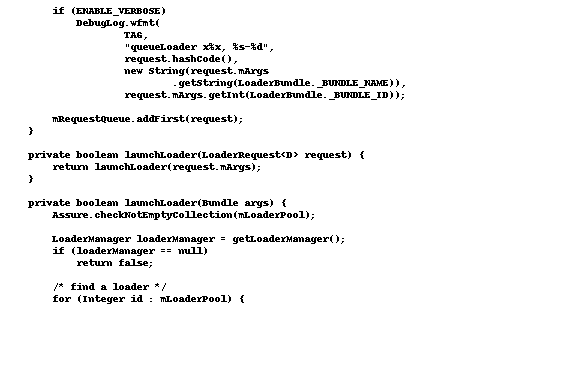 if (ENABLE_VERBOSE)
DebugLog.wfmt(
TAG,
"queueLoader x%x, %s-%d",
request.hashCode(),
new String(request.mArgs
.getString(LoaderBundle._BUNDLE_NAME)),
request.mArgs.getInt(LoaderBundle._BUNDLE_ID));
mRequestQueue.addFirst(request);
}
private boolean launchLoader(LoaderRequest<D> request) {
return launchLoader(request.mArgs);
}
private boolean launchLoader(Bundle args) {
Assure.checkNotEmptyCollection(mLoaderPool);
LoaderManager loaderManager = getLoaderManager();
if (loaderManager == null)
return false;
/* find a loader */
for (Integer id : mLoaderPool) {